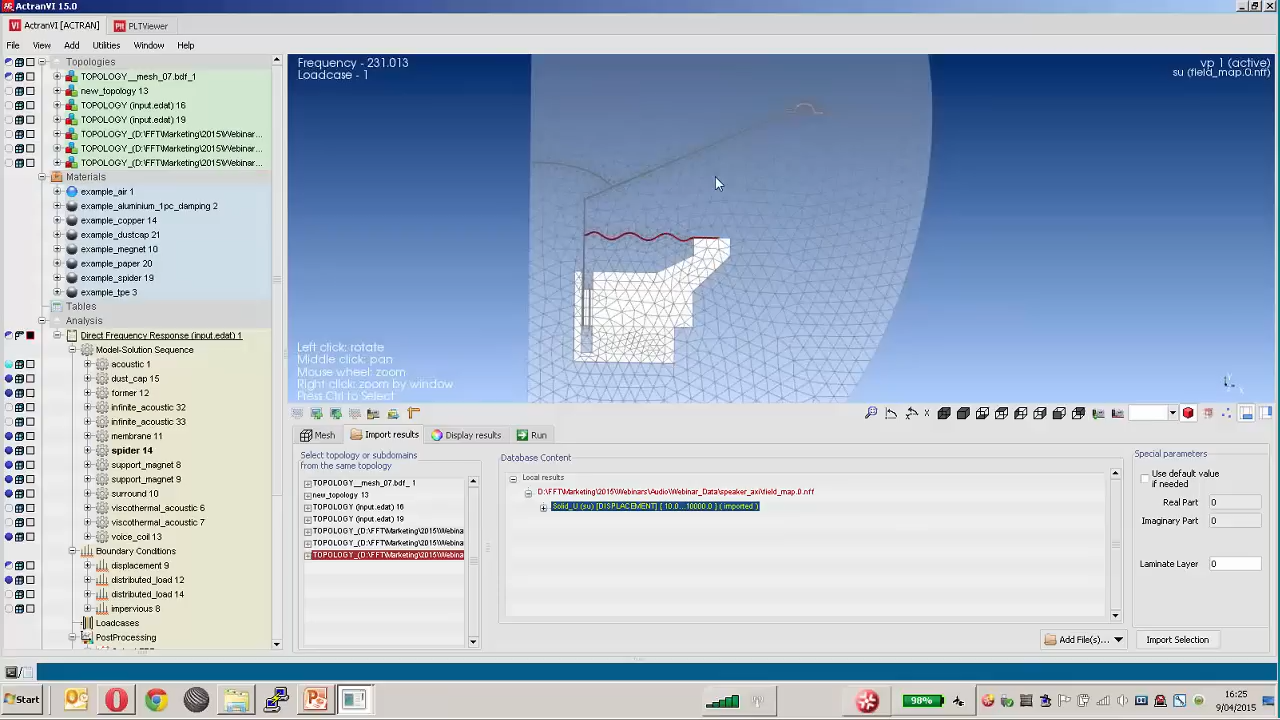 ActranVI 15.0
ActranVI [ACTRAN]
PLTViewer
File View Add Utilities Window Help
Topologies
TOPOLOGY__mesh_07.bdf_1
new_topology 13
TOPOLOGY (input.edat) 16
TOPOLOGY (input.edat) 19
TOPOLOGY_(D:\FFT\Marketing\2015\Webinar...
TOPOLOGY_(D:\FFT\Marketing\2015\Webinar...
TOPOLOGY_(D:\FFT\Marketing\2015\Webinar...
Materials
example_air 1
example_aluminium_1pc_damping 2
example_copper 14
example_dustcap 21
example_megnet 10
example_paper 20
example_spider 19
example_tpe 3
Tables
Analysis
Direct Frequency Response (input.edat) 1
Model-Solution Sequence
acoustic 1
dust_cap 15
former 12
infinite_acoustic 32
infinite_acoustic 33
membrane 11
spider 14
support_magnet 8
support_magnet 9
surround 10
viscothermal_acoustic 6
viscothermal_acoustic 7
voice_coil 13
Boundary Conditions
displacement 9
distributed_load 12
distributed_load 14
impervious 8
Loadcases
PostProcessing
Frequency - 231.013
Loadcase - 1
vp 1 (active)
su (field_map.0.nff)
Left click: rotate
Middle click: pan
Mouse wheel: zoom
Right click: zoom by window
Press Ctrl to Select
Mesh
Import results
Display results
Run
Select topology or subdomains
from the same topology
TOPOLOGY__mesh_07.bdf_ 1
new_topology 13
TOPOLOGY (input.edat) 16
TOPOLOGY (input.edat) 19
TOPOLOGY_(D:\FFT\Marketing\2015\Webina
TOPOLOGY_(D:\FFT\Marketing\2015\Webina
TOPOLOGY_(D:\FFT\Marketing\2015\Webina
Database Content
Local results
D:\FFT\Marketing\2015\Webinars\Audio\Webinar_Data\speaker_axi\field_map.0.nff
Solid_U (su) [DISPLACEMENT] [ 10.0...10000.0 ] ( imported )
Special parameters
Use default value
if needed
Real Part 0
Imaginary Part 0
Laminate Layer 0
Add File(s)...
Import Selection
Start
98%
16:25
9/04/2015